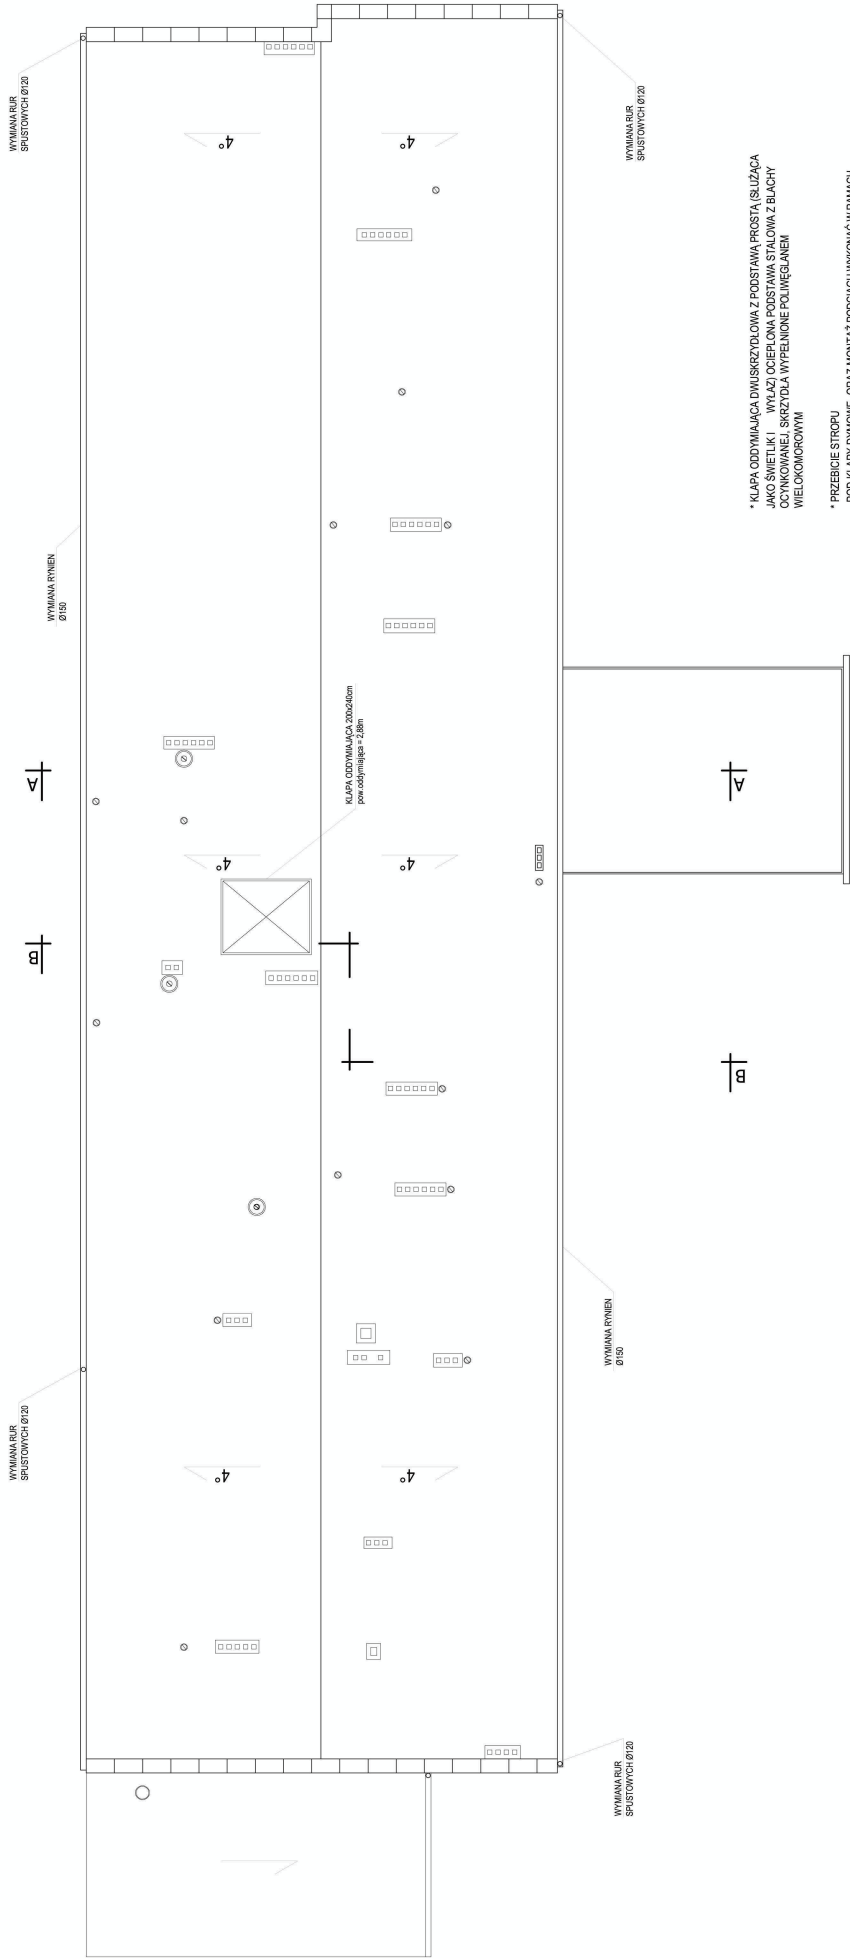 WYMIANA RUR
SPUSTOWYCH Ø120
WYMIANA RUR
SPUSTOWYCH Ø120
4°
4°
* KLAPA ODDYMIAJĄCA DWUSKRZYDŁOWA Z PODSTAWĄ PROSTĄ (SŁUŻĄCA
JAKO ŚWIETLIK I WYŁAZ) OCIEPLONA PODSTAWA STALOWA Z BLACHY
OCYNKOWANEJ, SKRZYDŁA WYPEŁNIONE POLIWĘGLANEM
WIELOKOMOROWYM
* PRZEBICIE STROPU
WYMIANA RYNIEN
Ø150
KLAPA ODDYMIAJĄCA 200x240cm
pow.oddymiająca = 2,88m
A
A
4°
4°
B
B
WYMIANA RYNIEN
Ø150
WYMIANA RUR
SPUSTOWYCH Ø120
4°
4°
WYMIANA RUR
SPUSTOWYCH Ø120